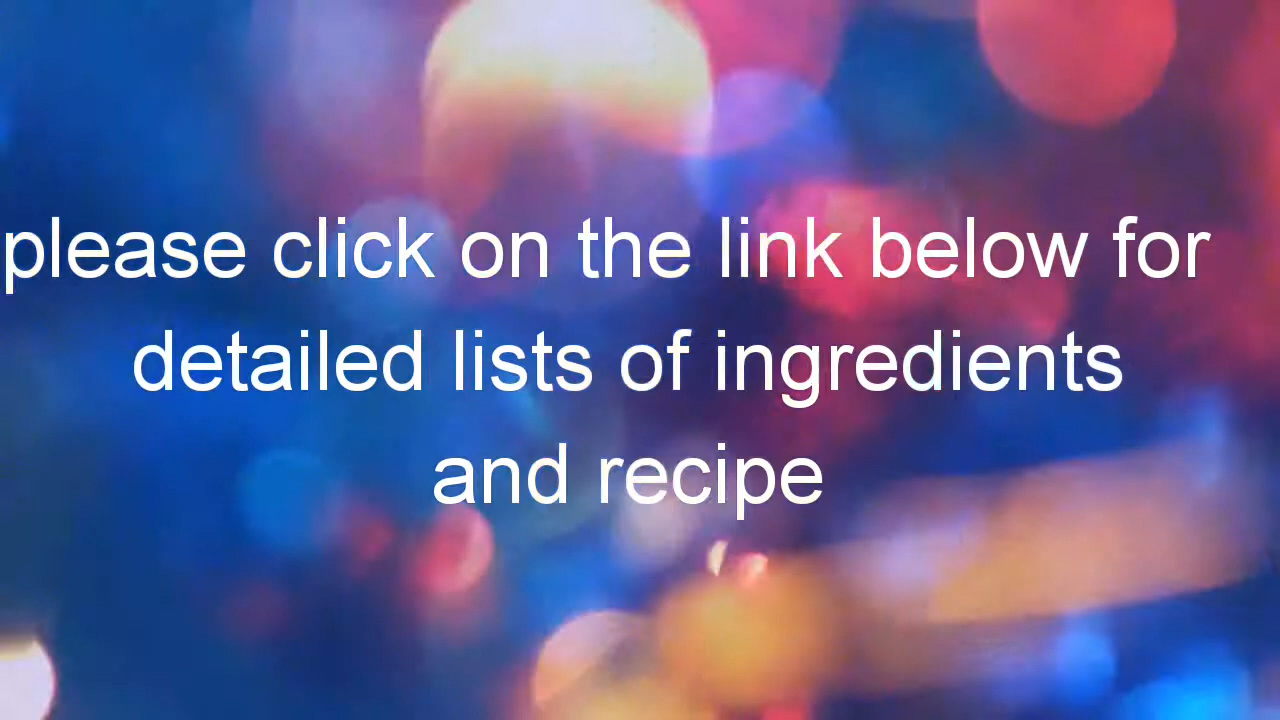 please click on the link below for
detailed lists of ingredients
and recipe